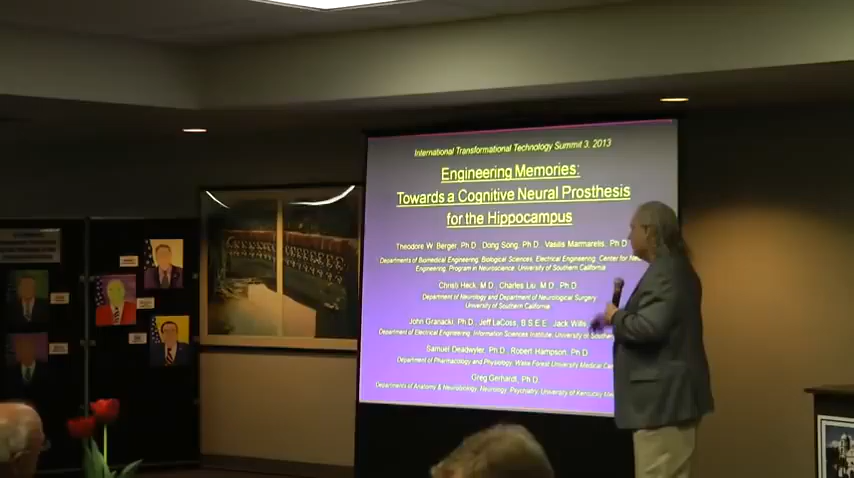 International Transformational Technology Summit 3, 2013
Engineering Memories:
Towards a Cognitive Neural Prosthesis
for the Hippocampus
Theodore W. Berger, Ph.D., Dong Song, Ph.D., Vasilis Marmarelis, Ph.D
Departments of Biomedical Engineering, Biological Sciences, Electrical Engineering, Center for
Engineering, Program in Neuroscience, University of Southern California
Christi Heck, M.D., Charles Liu, M.D., Ph.D.
Department of Neurology and Department of Neurological Surgery
University of Southern California
John Granacki, Ph.D., Jeff LaCoss, B.S.E.E., Jack Wills,
Department of Electrical Engineering, Information Sciences Institute, University of
Samuel Deadwyler, Ph.D., Robert Hampson, Ph.D.
Department of Pharmacology and Physiology, Wake Forest University Medical
Greg Gerhardt, Ph.D.
Departments of Anatomy & Neurobiology, Neurology, Psychiatry, University of Kentucky